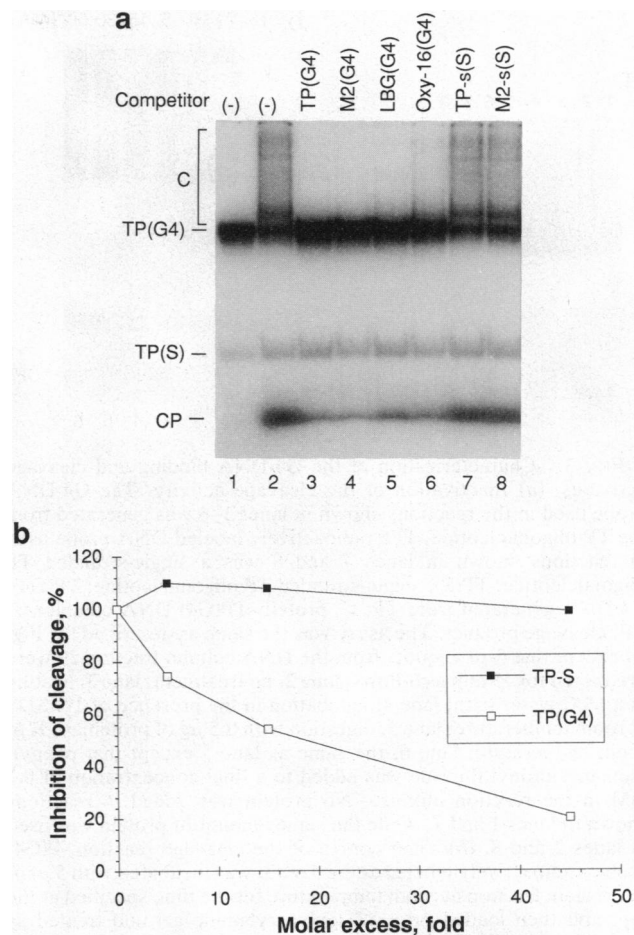 a
Competitor (-) (-) TP(G4) M2(G4) LBG(G4) Oxy-16(G4) TP-s(S) M2-s(S)
C
TP(G4)
TP(S)
CP
1 2 3 4 5 6 7 8
b
Inhibition of cleavage, %
120
100
80
60
40
20
0 10 20 30 40 50
TP-S
TP(G4)
Molar excess, fold